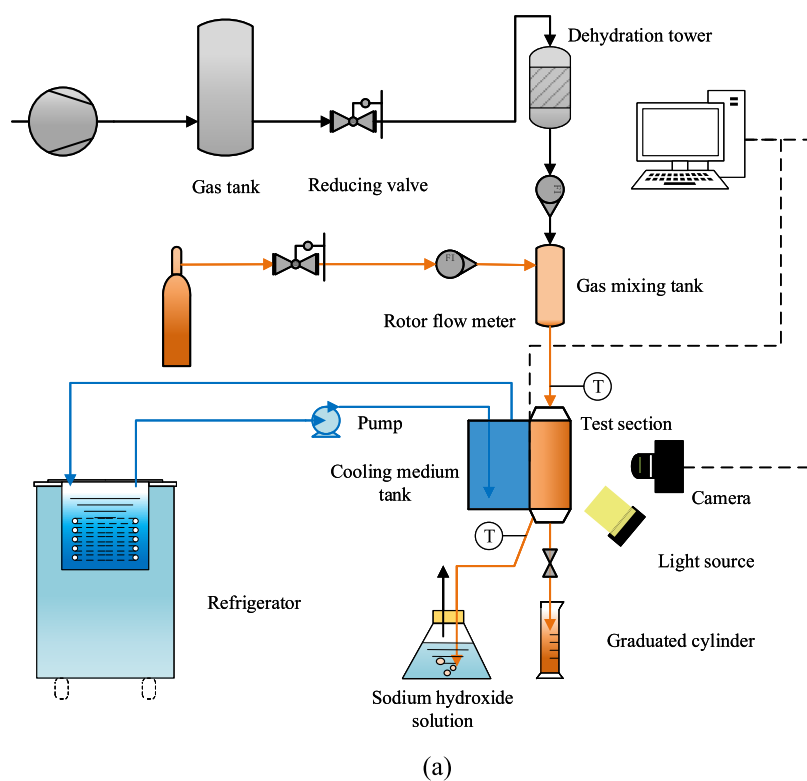 Dehydration tower
Gas tank
Reducing valve
FI
FI
Gas mixing tank
Rotor flow meter
T
Pump
Test section
Cooling medium
tank
Camera
T
Light source
Refrigerator
Graduated cylinder
Sodium hydroxide
solution
(a)